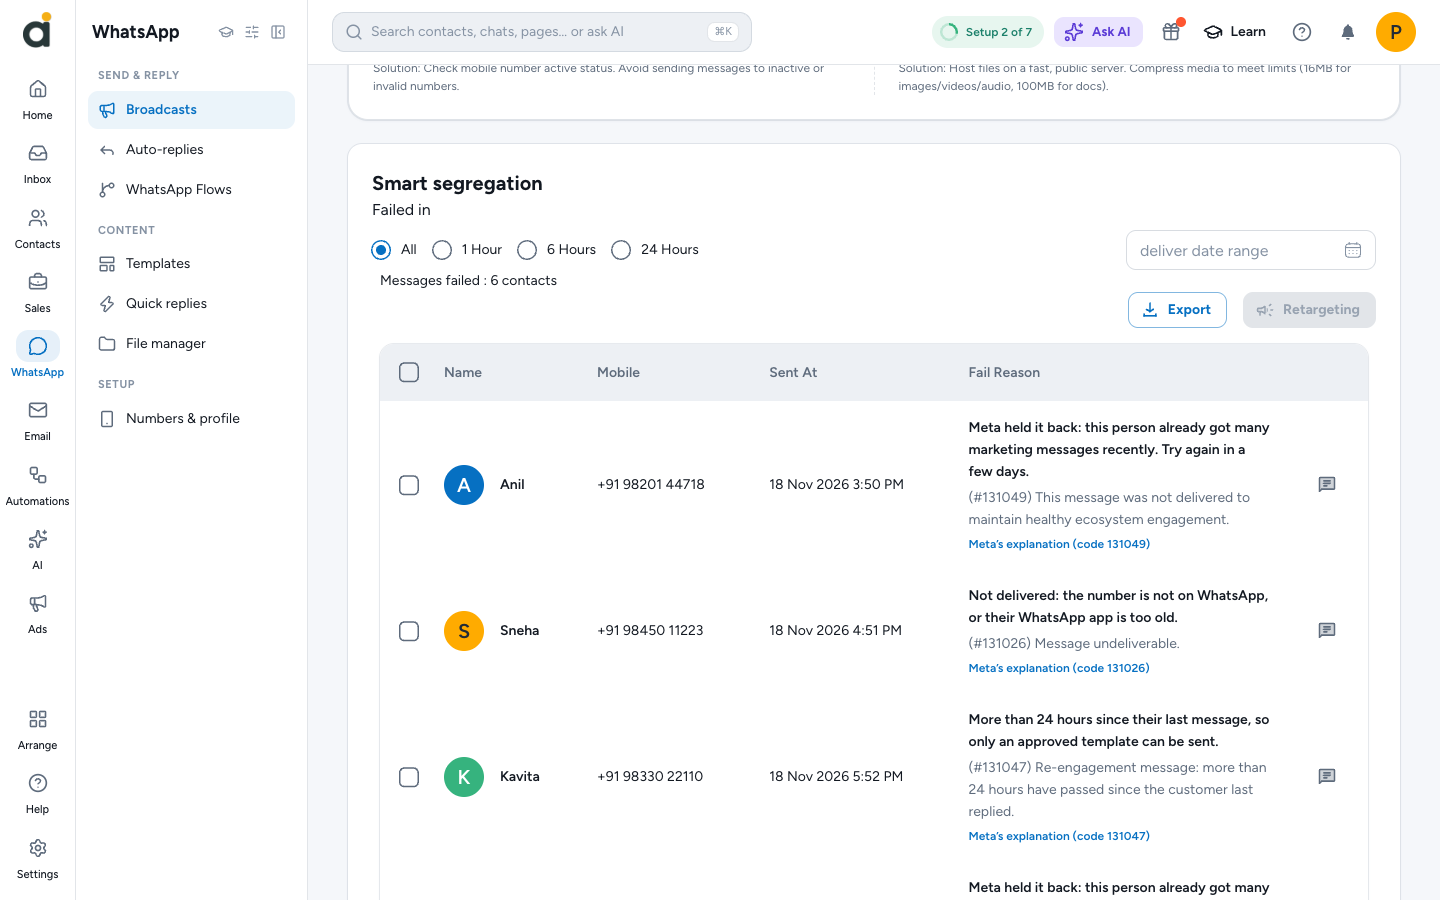 WhatsApp
Search contacts, chats, pages... or ask AI
⌘K
Setup 2 of 7
Ask AI
Learn
P
Home
Inbox
Contacts
Sales
WhatsApp
Email
Automations
AI
Ads
Arrange
Help
Settings
SEND & REPLY
Broadcasts
Auto-replies
WhatsApp Flows
CONTENT
Templates
Quick replies
File manager
SETUP
Numbers & profile
Solution: Check mobile number active status. Avoid sending messages to inactive or
invalid numbers.
Solution: Host files on a fast, public server. Compress media to meet limits (16MB for
images/videos/audio, 100MB for docs).
Smart segregation
Failed in
All
1 Hour
6 Hours
24 Hours
deliver date range
Messages failed : 6 contacts
Export
Retargeting
Name
Mobile
Sent At
Fail Reason
A
Anil
+91 98201 44718
18 Nov 2026 3:50 PM
Meta held it back: this person already got many
marketing messages recently. Try again in a
few days.
(#131049) This message was not delivered to
maintain healthy ecosystem engagement.
Meta's explanation (code 131049)
S
Sneha
+91 98450 11223
18 Nov 2026 4:51 PM
Not delivered: the number is not on WhatsApp,
or their WhatsApp app is too old.
(#131026) Message undeliverable.
Meta's explanation (code 131026)
K
Kavita
+91 98330 22110
18 Nov 2026 5:52 PM
More than 24 hours since their last message, so
only an approved template can be sent.
(#131047) Re-engagement message: more than
24 hours have passed since the customer last
replied.
Meta's explanation (code 131047)
Meta held it back: this person already got many